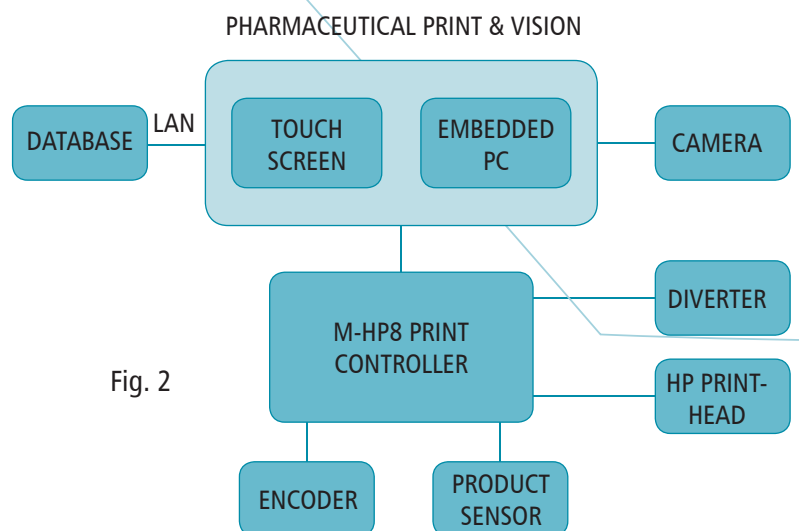 PHARMACEUTICAL PRINT & VISION
DATABASE
LAN
TOUCH
SCREEN
EMBEDDED
PC
CAMERA
M-HP8 PRINT
CONTROLLER
DIVERTER
HP PRINT-
HEAD
Fig. 2
ENCODER
PRODUCT
SENSOR